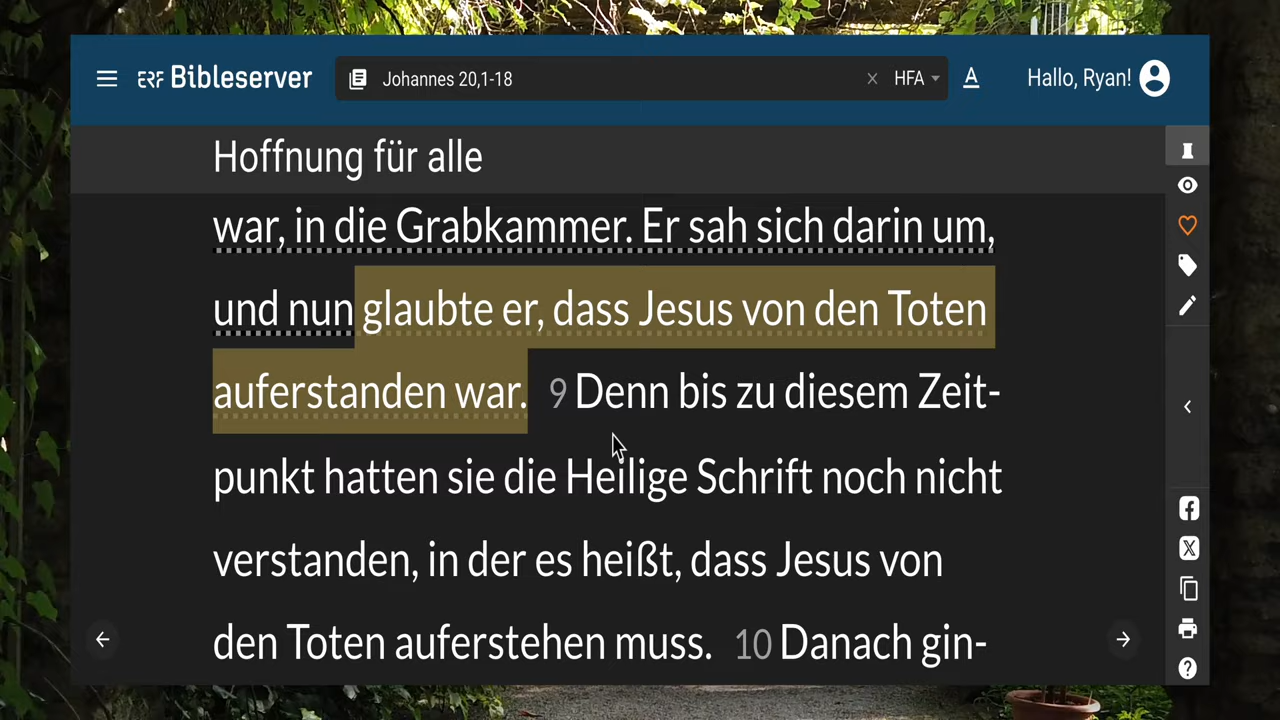 ERF Bibleserver
Johannes 20,1-18
HFA
A
Hallo, Ryan!
Hoffnung für alle
war, in die Grabkammer. Er sah sich darin um,
und nun glaubte er, dass Jesus von den Toten
auferstanden war. 9 Denn bis zu diesem Zeit-
punkt hatten sie die Heilige Schrift noch nicht
verstanden, in der es heißt, dass Jesus von
den Toten auferstehen muss. 10 Danach gin-